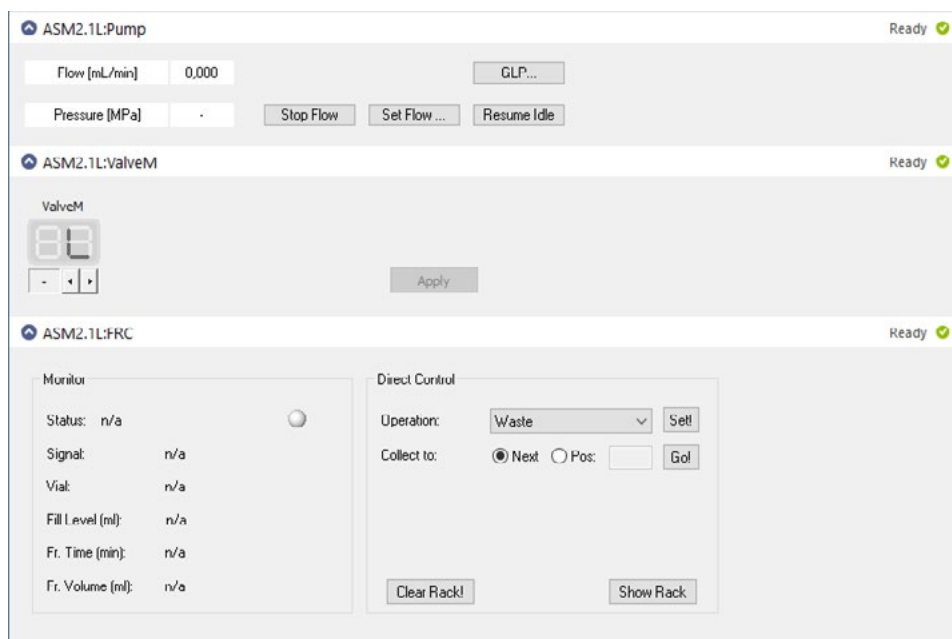 ASM2.1L:Pump Ready
Flow [mL/min] 0,000 GLP...
Pressure [MPa] - Stop Flow Set Flow ... Resume Idle
ASM2.1L:ValveM Ready
ValveM
L
- Apply
ASM2.1L:FRC Ready
Monitor Direct Control
Status: n/a Operation: Waste Set!
Signal: n/a Collect to: Next Pos: Go!
Vial: n/a
Fill Level (ml): n/a
Fr. Time (min): n/a
Fr. Volume (ml): n/a Clear Rack! Show Rack